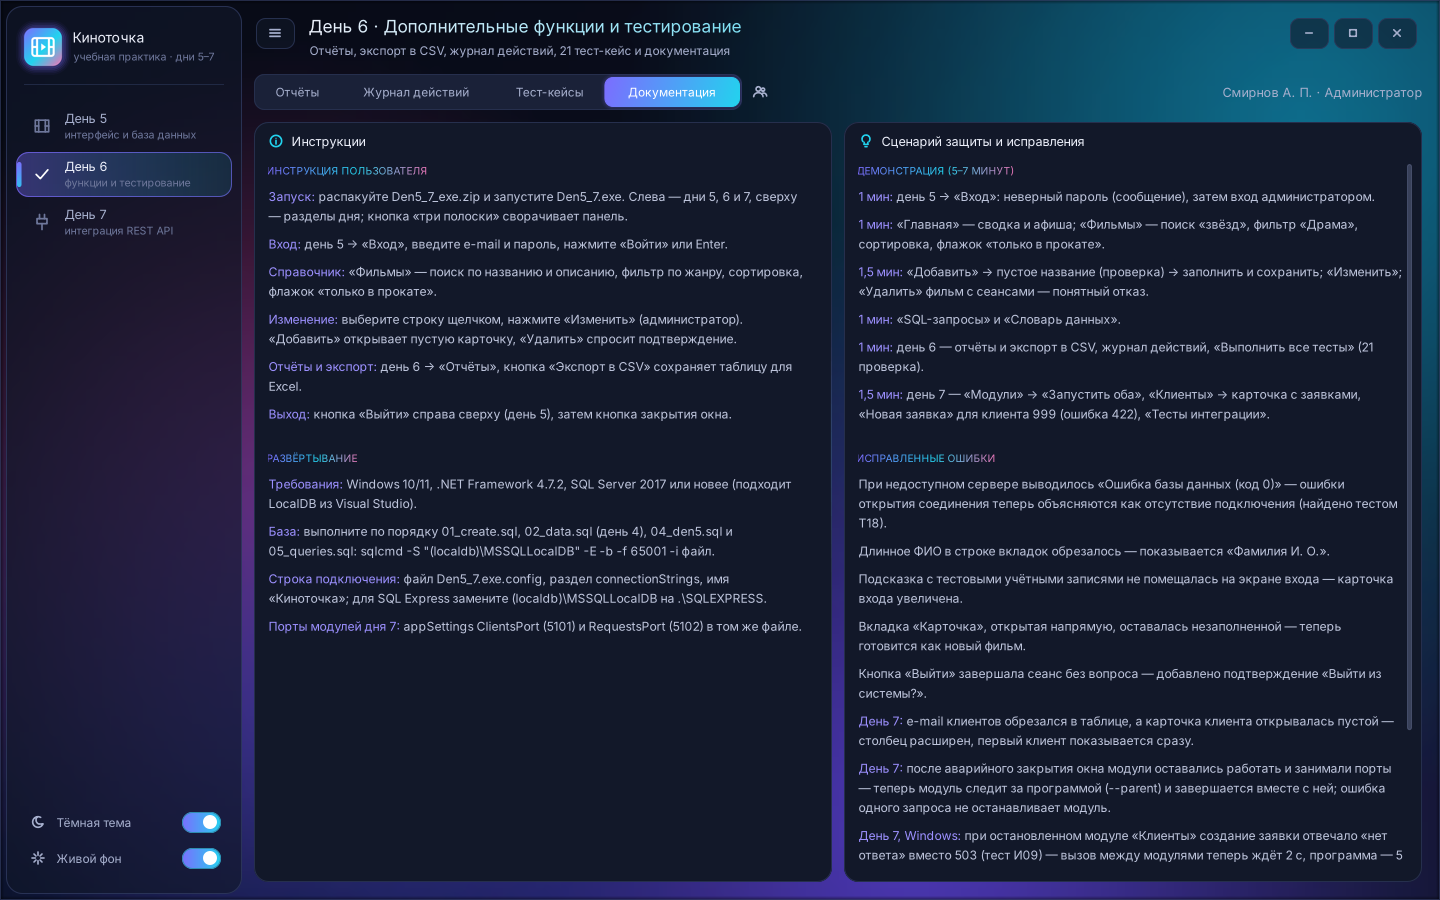 Киноточка
учебная практика · дни 5–7
День 5
интерфейс и база данных
День 6
функции и тестирование
День 7
интеграция REST API
Тёмная тема
Живой фон
День 6 · Дополнительные функции и тестирование
Отчёты, экспорт в CSV, журнал действий, 21 тест-кейс и документация
Отчёты
Журнал действий
Тест-кейсы
Документация
Смирнов А. П. · Администратор
Инструкции
ИНСТРУКЦИЯ ПОЛЬЗОВАТЕЛЯ
Запуск: распакуйте Den5_7_exe.zip и запустите Den5_7.exe. Слева — дни 5, 6 и 7, сверху
— разделы дня; кнопка «три полоски» сворачивает панель.
Вход: день 5 → «Вход», введите e-mail и пароль, нажмите «Войти» или Enter.
Справочник: «Фильмы» — поиск по названию и описанию, фильтр по жанру, сортировка,
флажок «только в прокате».
Изменение: выберите строку щелчком, нажмите «Изменить» (администратор).
«Добавить» открывает пустую карточку, «Удалить» спросит подтверждение.
Отчёты и экспорт: день 6 → «Отчёты», кнопка «Экспорт в CSV» сохраняет таблицу для
Excel.
Выход: кнопка «Выйти» справа сверху (день 5), затем кнопка закрытия окна.
РАЗВЁРТЫВАНИЕ
Требования: Windows 10/11, .NET Framework 4.7.2, SQL Server 2017 или новее (подходит
LocalDB из Visual Studio).
База: выполните по порядку 01_create.sql, 02_data.sql (день 4), 04_den5.sql и
05_queries.sql: sqlcmd -S "(localdb)\MSSQLLocalDB" -E -b -f 65001 -i файл.
Строка подключения: файл Den5_7.exe.config, раздел connectionStrings, имя
«Киноточка»; для SQL Express замените (localdb)\MSSQLLocalDB на .\SQLEXPRESS.
Порты модулей дня 7: appSettings ClientsPort (5101) и RequestsPort (5102) в том же файле.
Сценарий защиты и исправления
ДЕМОНСТРАЦИЯ (5–7 МИНУТ)
1 мин: день 5 → «Вход»: неверный пароль (сообщение), затем вход администратором.
1 мин: «Главная» — сводка и афиша; «Фильмы» — поиск «звёзд», фильтр «Драма»,
сортировка, флажок «только в прокате».
1,5 мин: «Добавить» → пустое название (проверка) → заполнить и сохранить; «Изменить»;
«Удалить» фильм с сеансами — понятный отказ.
1 мин: «SQL-запросы» и «Словарь данных».
1 мин: день 6 — отчёты и экспорт в CSV, журнал действий, «Выполнить все тесты» (21
проверка).
1,5 мин: день 7 — «Модули» → «Запустить оба», «Клиенты» → карточка с заявками,
«Новая заявка» для клиента 999 (ошибка 422), «Тесты интеграции».
ИСПРАВЛЕННЫЕ ОШИБКИ
При недоступном сервере выводилось «Ошибка базы данных (код 0)» — ошибки
открытия соединения теперь объясняются как отсутствие подключения (найдено тестом
Т18).
Длинное ФИО в строке вкладок обрезалось — показывается «Фамилия И. О.».
Подсказка с тестовыми учётными записями не помещалась на экране входа — карточка
входа увеличена.
Вкладка «Карточка», открытая напрямую, оставалась незаполненной — теперь
готовится как новый фильм.
Кнопка «Выйти» завершала сеанс без вопроса — добавлено подтверждение «Выйти из
системы?».
День 7: e-mail клиентов обрезался в таблице, а карточка клиента открывалась пустой —
столбец расширен, первый клиент показывается сразу.
День 7: после аварийного закрытия окна модули оставались работать и занимали порты
— теперь модуль следит за программой (--parent) и завершается вместе с ней; ошибка
одного запроса не останавливает модуль.
День 7, Windows: при остановленном модуле «Клиенты» создание заявки отвечало «нет
ответа» вместо 503 (тест И09) — вызов между модулями теперь ждёт 2 с, программа — 5